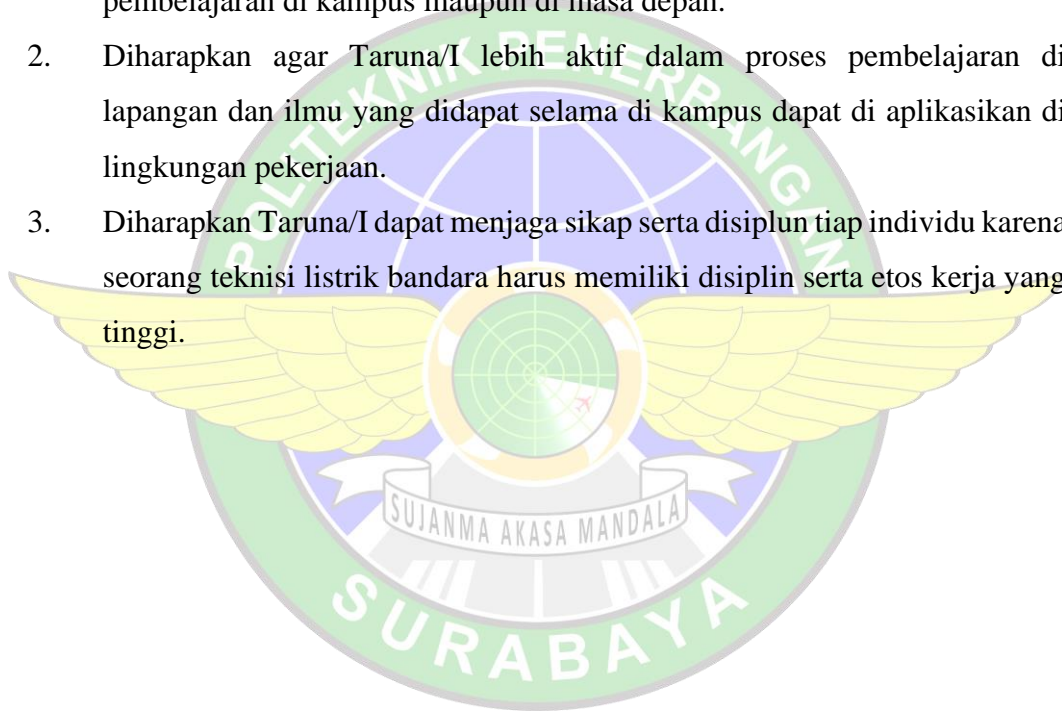 pembelajaran di kampus maupun di masa depan.
2. Diharapkan agar Taruna/I lebih aktif dalam proses pembelajaran di
lapangan dan ilmu yang didapat selama di kampus dapat di aplikasikan di
lingkungan pekerjaan.
3. Diharapkan Taruna/I dapat menjaga sikap serta disiplun tiap individu karena
seorang teknisi listrik bandara harus memiliki disiplin serta etos kerja yang
tinggi.
POLITEKNIK PENERBANGAN
SUJANMA AKASA MANDALA
SURABAYA